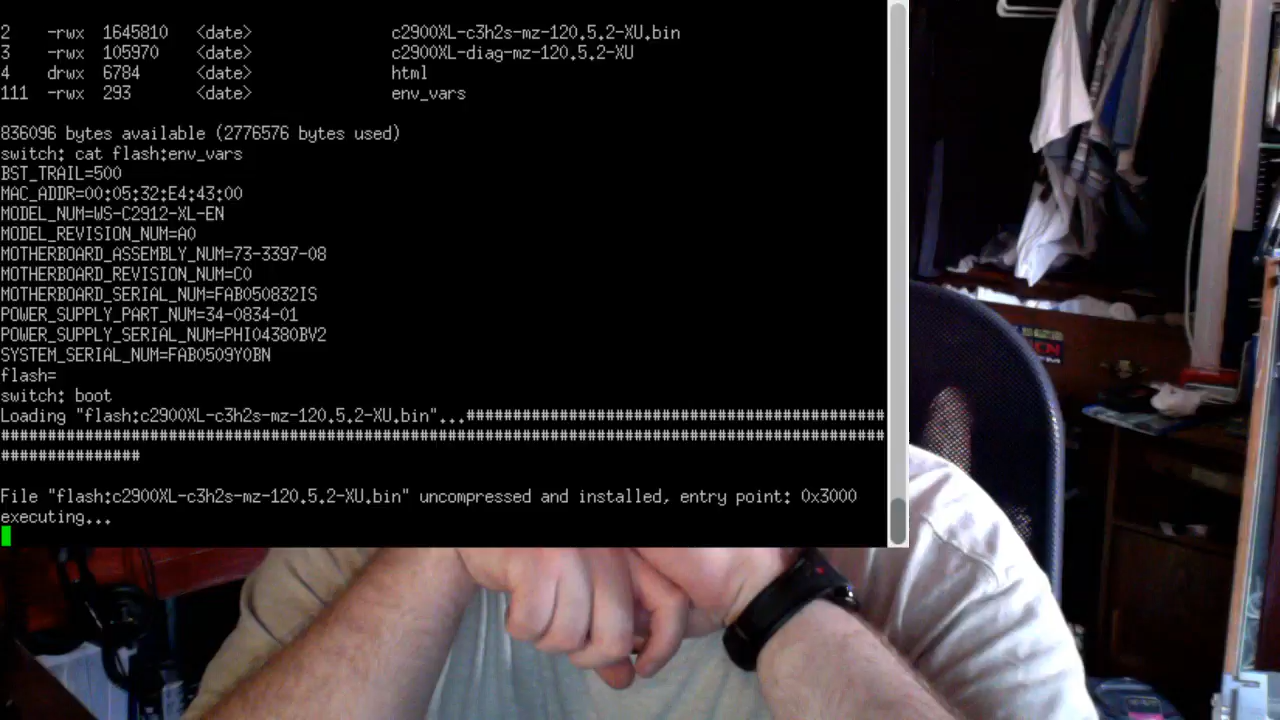 2 -rwx 1645810 <date> c2900XL-c3h2s-mz-120.5.2-XU.bin
3 -rwx 105970 <date> c2900XL-diag-mz-120.5.2-XU
4 drwx 6784 <date> html
111 -rwx 293 <date> env_vars
836096 bytes available (2776576 bytes used)
switch: cat flash:env_vars
BST_TRAIL=500
MAC_ADDR=00:05:32:E4:43:00
MODEL_NUM=WS-C2912-XL-EN
MODEL_REVISION_NUM=A0
MOTHERBOARD_ASSEMBLY_NUM=73-3397-08
MOTHERBOARD_REVISION_NUM=C0
MOTHERBOARD_SERIAL_NUM=FAB050832IS
POWER_SUPPLY_PART_NUM=34-0834-01
POWER_SUPPLY_SERIAL_NUM=PHI04380BV2
SYSTEM_SERIAL_NUM=FAB0509Y0BN
flash=
switch: boot
Loading "flash:c2900XL-c3h2s-mz-120.5.2-XU.bin"...#############################################
###############################################################################################
###############
File "flash:c2900XL-c3h2s-mz-120.5.2-XU.bin" uncompressed and installed, entry point: 0x3000
executing...